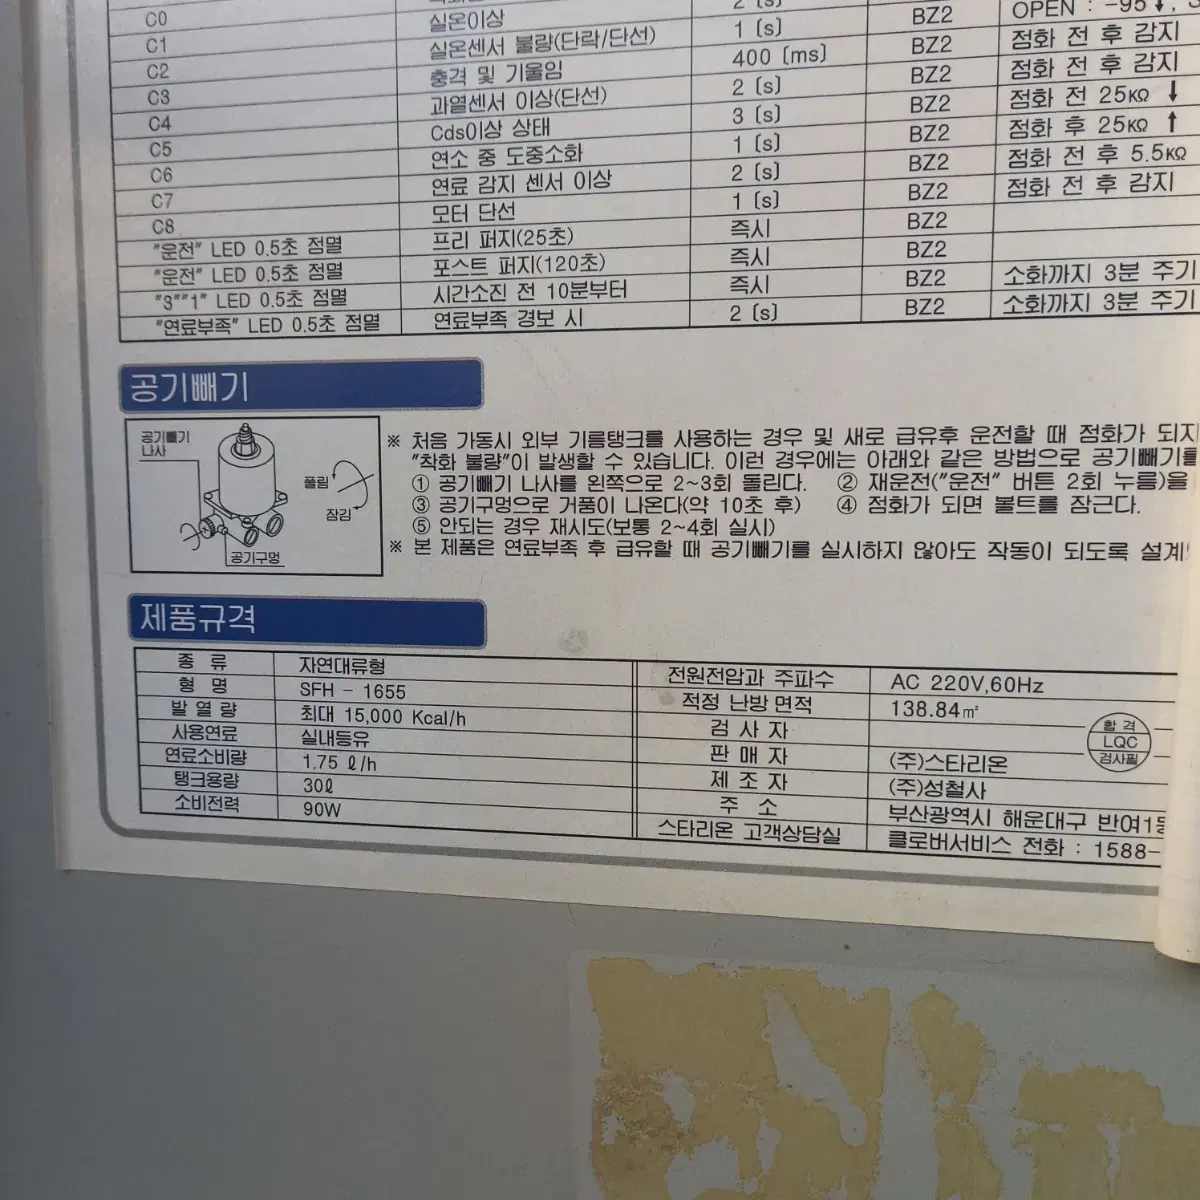 2 [s]
C0 실온이상 1 [s] BZ2 OPEN : -95 ↓
C1 실온센서 불량(단락/단선) 400 [ms] BZ2 점화 전 후 감지
C2 충격 및 기울임 2 [s] BZ2 점화 전 후 감지
C3 과열센서 이상(단선) 3 [s] BZ2 점화 전 25KΩ ↓
C4 Cds이상 상태 1 [s] BZ2 점화 후 25KΩ ↑
C5 연소 중 도중소화 2 [s] BZ2 점화 전 후 5.5KΩ
C6 연료 감지 센서 이상 1 [s] BZ2 점화 전 후 감지
C7 모터 단선 즉시 BZ2
C8 프리 퍼지(25초) 즉시 BZ2
"운전" LED 0.5초 점멸 포스트 퍼지(120초) 즉시 BZ2 소화까지 3분 주기
"운전" LED 0.5초 점멸 시간소진 전 10분부터 2 [s] BZ2 소화까지 3분 주기
"3""1" LED 0.5초 점멸 연료부족 경보 시
"연료부족" LED 0.5초 점멸
공기빼기
공기빼기
나사
풀림
잠김
공기구멍
※ 처음 가동시 외부 기름탱크를 사용하는 경우 및 새로 급유후 운전할 때 점화가 되지
"착화 불량"이 발생할 수 있습니다. 이런 경우에는 아래와 같은 방법으로 공기빼기를
① 공기빼기 나사를 왼쪽으로 2~3회 돌린다. ② 재운전("운전" 버튼 2회 누름)을
③ 공기구멍으로 거품이 나온다(약 10초 후) ④ 점화가 되면 볼트를 잠근다.
⑤ 안되는 경우 재시도(보통 2~4회 실시)
※ 본 제품은 연료부족 후 급유할 때 공기빼기를 실시하지 않아도 작동이 되도록 설계
제품규격
종 류 자연대류형 전원전압과 주파수 AC 220V,60Hz
형 명 SFH - 1655 적정 난방 면적 138.84㎡
발 열 량 최대 15,000 Kcal/h 검 사 자
사용연료 실내등유 판 매 자 (주)스타리온
연료소비량 1.75 ℓ/h 제 조 자 (주)성철사
탱크용량 30ℓ 주 소 부산광역시 해운대구 반여1동
소비전력 90W 스타리온 고객상담실 클로버서비스 전화 : 1588-
합 격
LQC
검사필